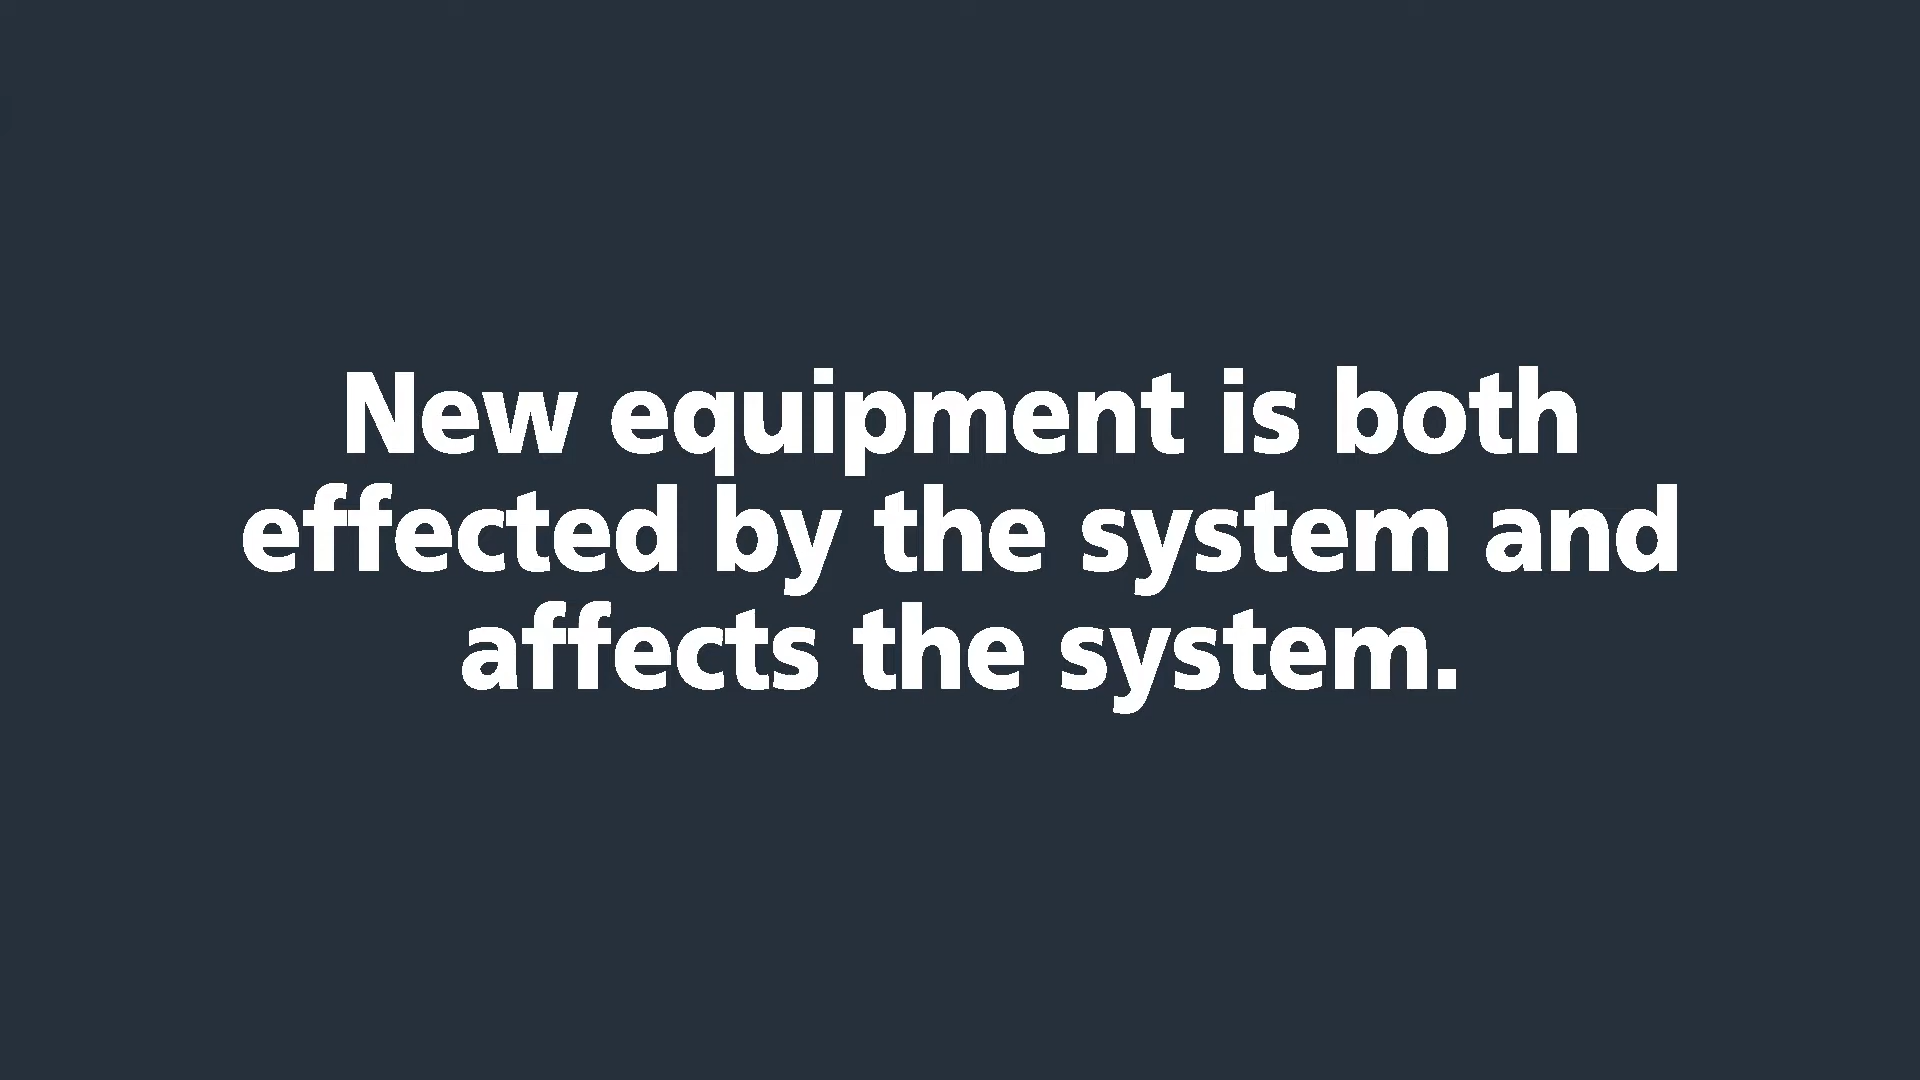 New equipment is both
effected by the system and
affects the system.